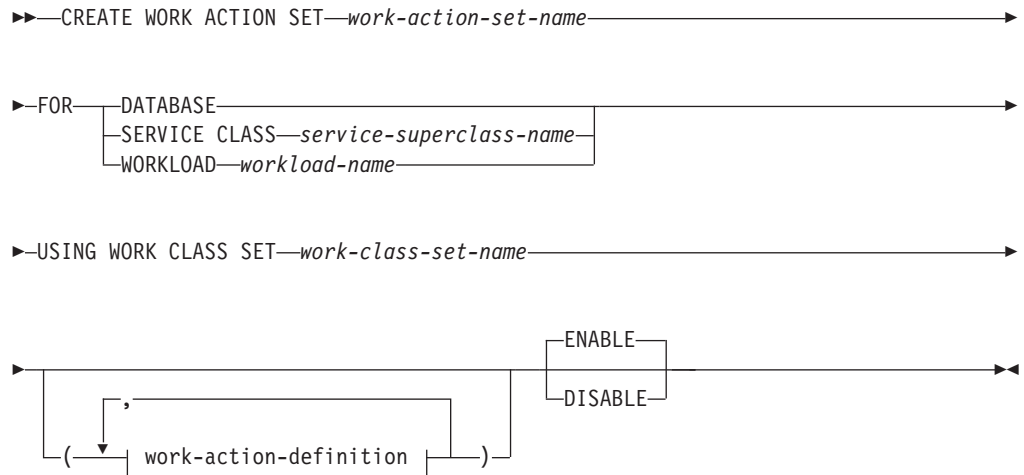 CREATE WORK ACTION SET work-action-set-name
FOR DATABASE
SERVICE CLASS service-superclass-name
WORKLOAD workload-name
USING WORK CLASS SET work-class-set-name
ENABLE
DISABLE
,
( work-action-definition )